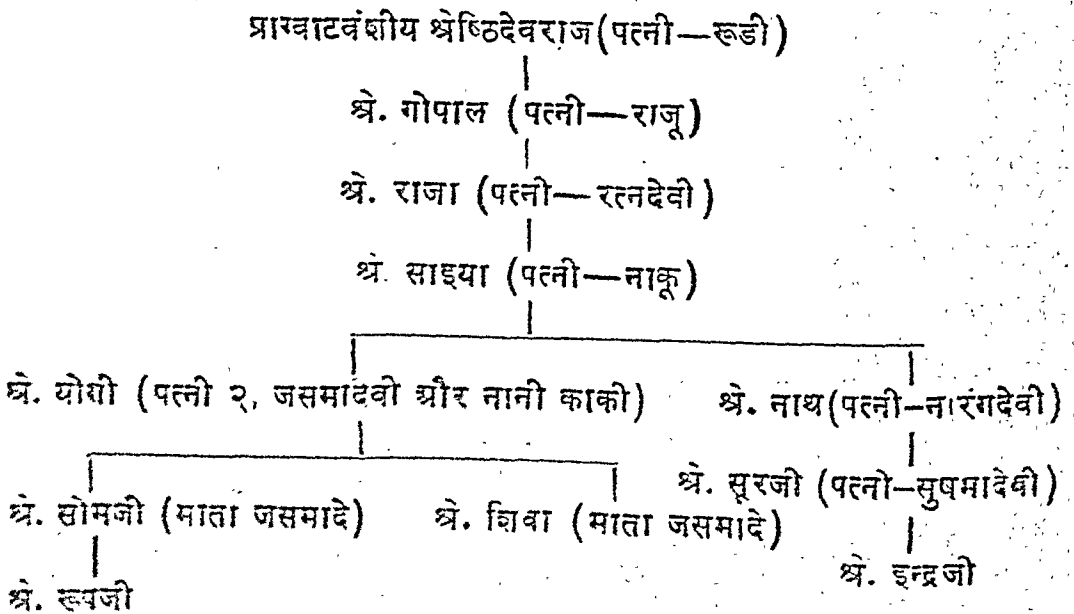 प्राग्वाटवंशीय श्रेष्ठिदेवराज(पत्नी—रूडी)
श्रे. गोपाल (पत्नी—राजू)
श्रे. राजा (पत्नी—रत्नदेवी)
श्रे. साइया (पत्नी—नाकू)
श्रे. योगी (पत्नी २, जसमादेवी और नानी काकी) श्रे. नाथ(पत्नी–नारंगदेवी)
श्रे. सूरजी (पत्नी–सुषमादेवी)
श्रे. सोमजी (माता जसमादे) श्रे. शिवा (माता जसमादे)
श्रे. इन्द्रजी
श्रे. रूपजी